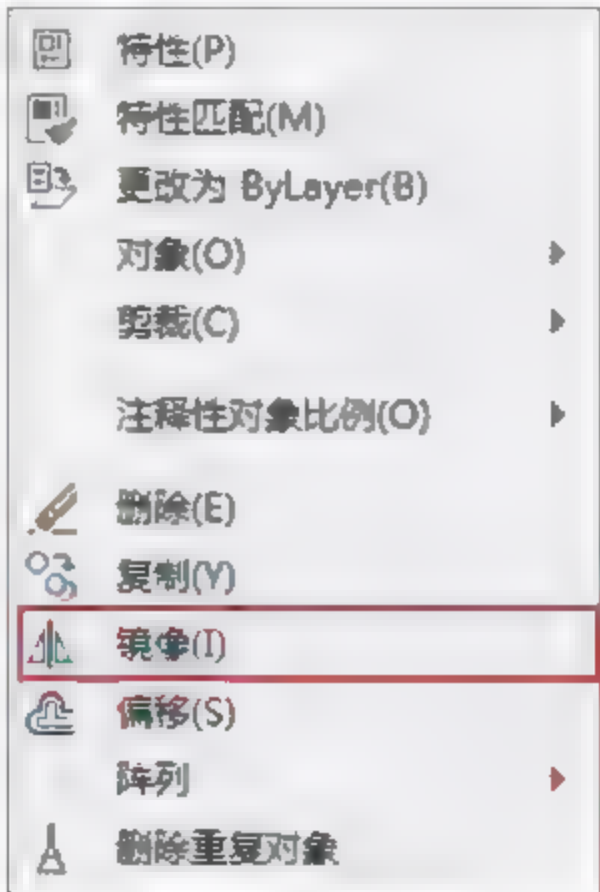 特性(P)
特性匹配(M)
更改为 ByLayer(B)
对象(O)
剪裁(C)
注释性对象比例(O)
删除(E)
复制(Y)
镜像(I)
偏移(S)
阵列
删除重复对象